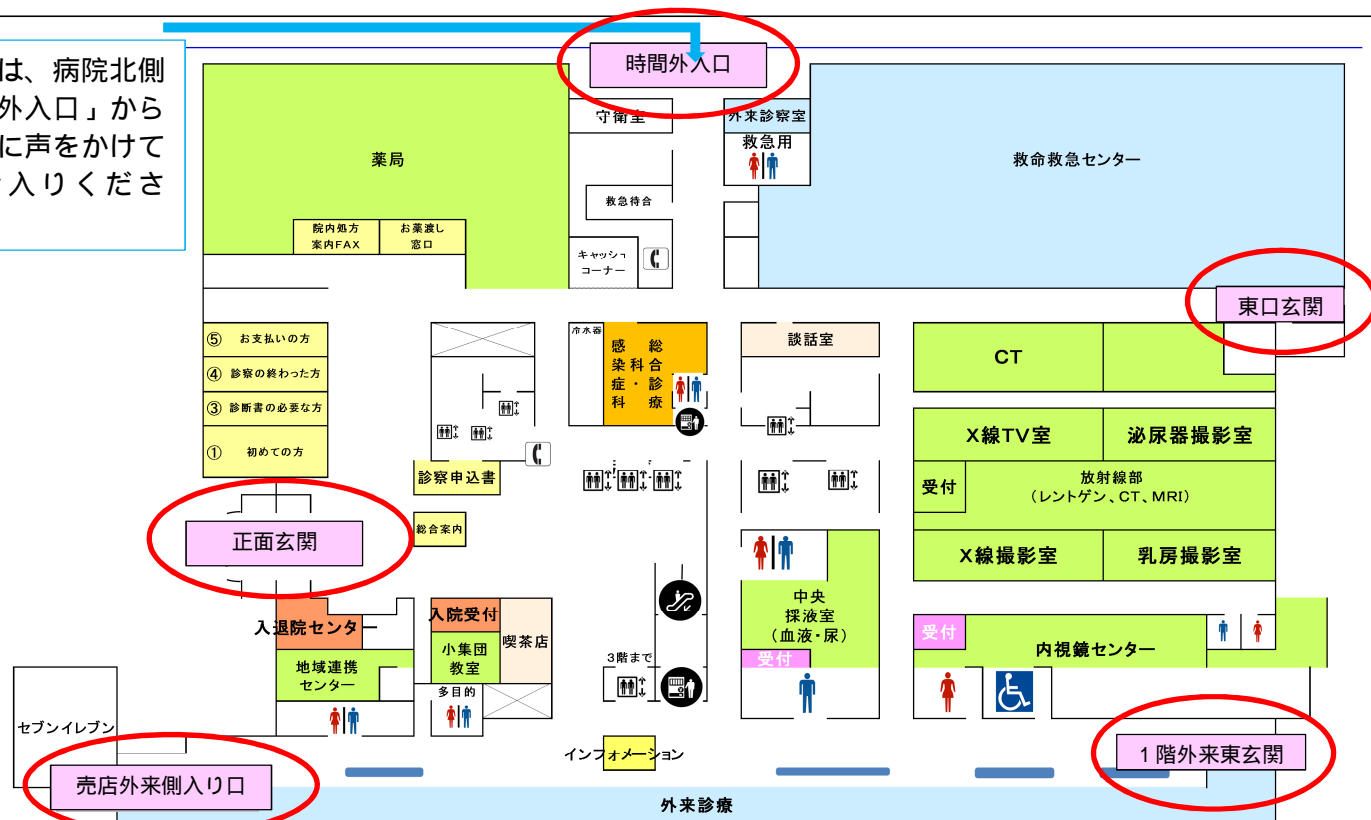 時間外入口
は、病院北側
外入口」から
に声をかけて
入りくださ
守衛室
外来診察室
救急用
薬局
救命救急センター
救急待合
院内処方
案内FAX
お薬渡し
窓口
キャッシュ
コーナー
東口玄関
⑤ お支払いの方
④ 診察の終わった方
③ 診断書の必要な方
① 初めての方
冷水器
総合診療
科・
感染症科
談話室
CT
X線TV室
泌尿器撮影室
診察申込書
受付
放射線部
(レントゲン、CT、MRI)
総合案内
正面玄関
X線撮影室
乳房撮影室
中央
採液室
(血液・尿)
受付
入退院センター
入院受付
喫茶店
小集団
教室
受付
内視鏡センター
地域連携
センター
多目的
3階まで
セブンイレブン
インフォメーション
1階外来東玄関
売店外来側入り口
外来診療